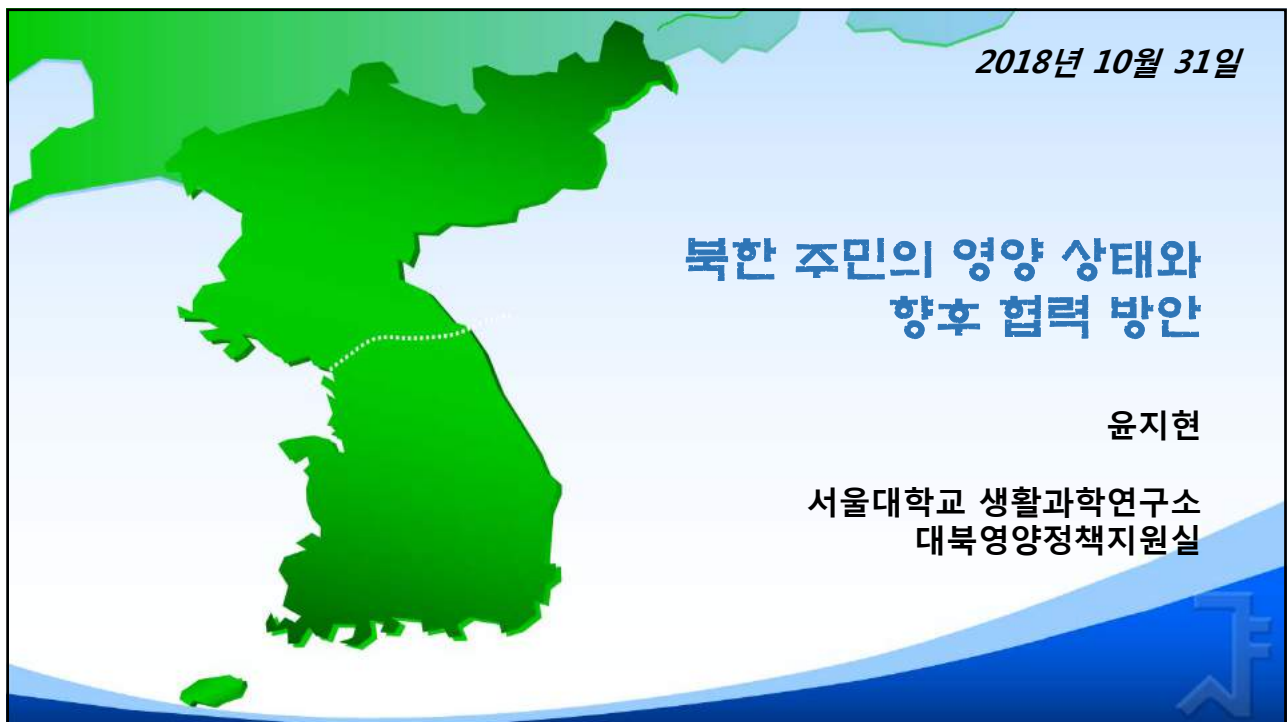 2018년 10월 31일
북한 주민의 영양 상태와
향후 협력 방안
윤지현
서울대학교 생활과학연구소
대북영양정책지원실